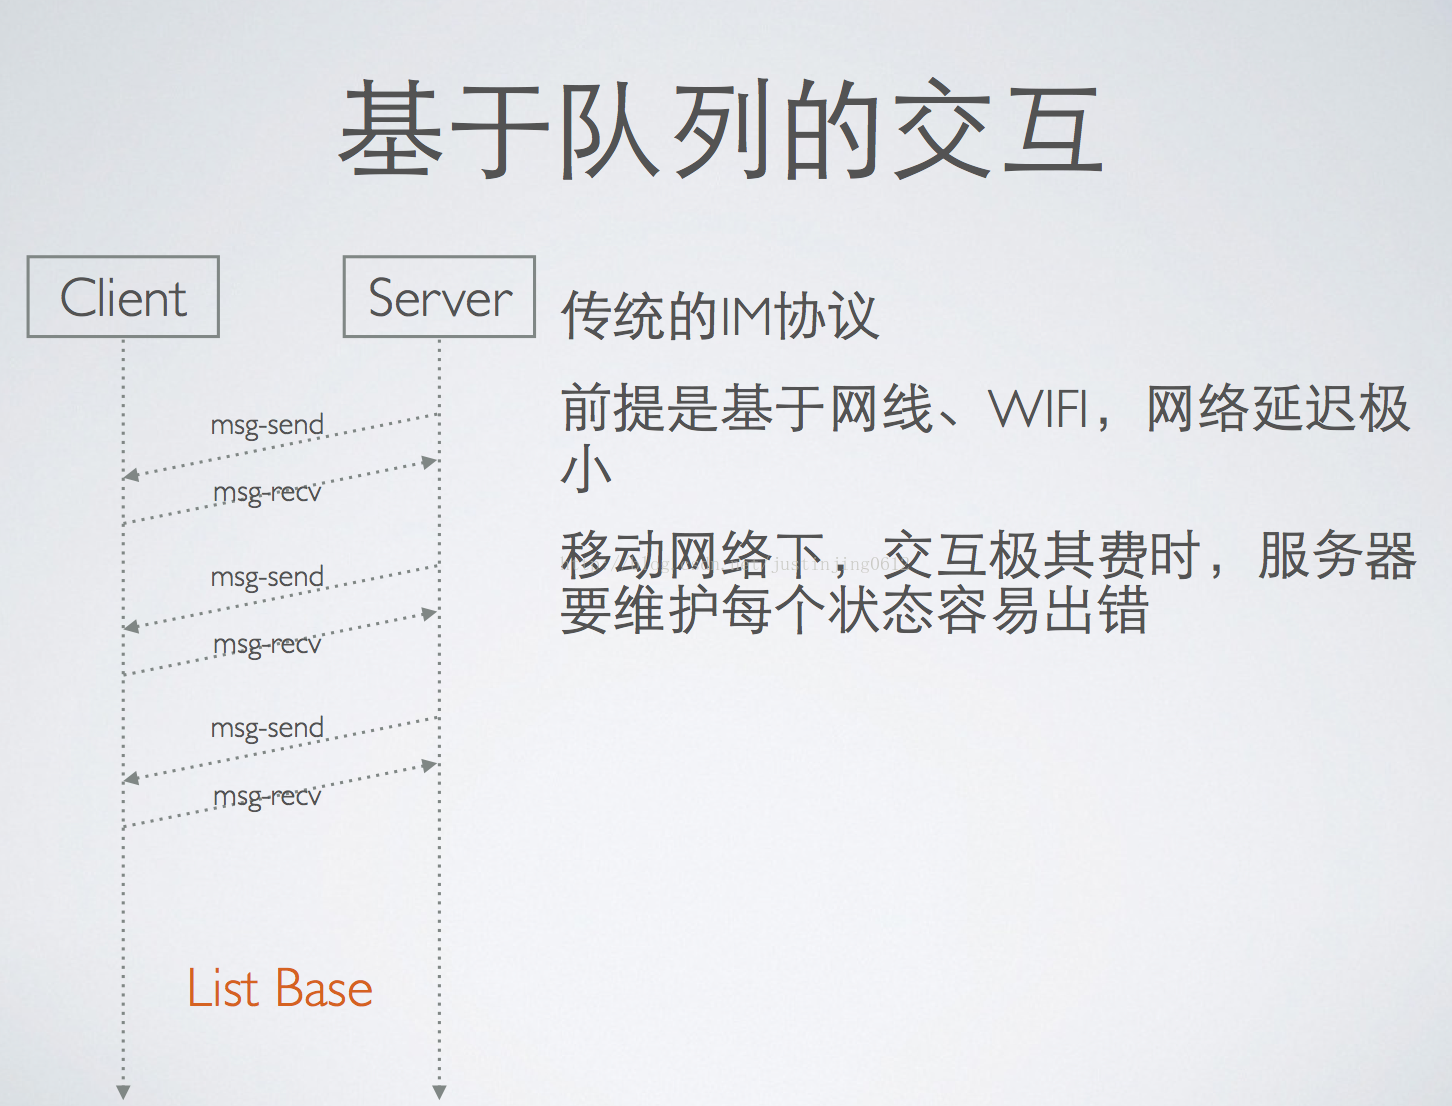 基于队列的交互
Client
Server
msg-send
msg-recv
msg-send
msg-recv
msg-send
msg-recv
List Base
传统的IM协议
前提是基于网线、WIFI，网络延迟极
小
移动网络下，交互极其费时，服务器
要维护每个状态容易出错